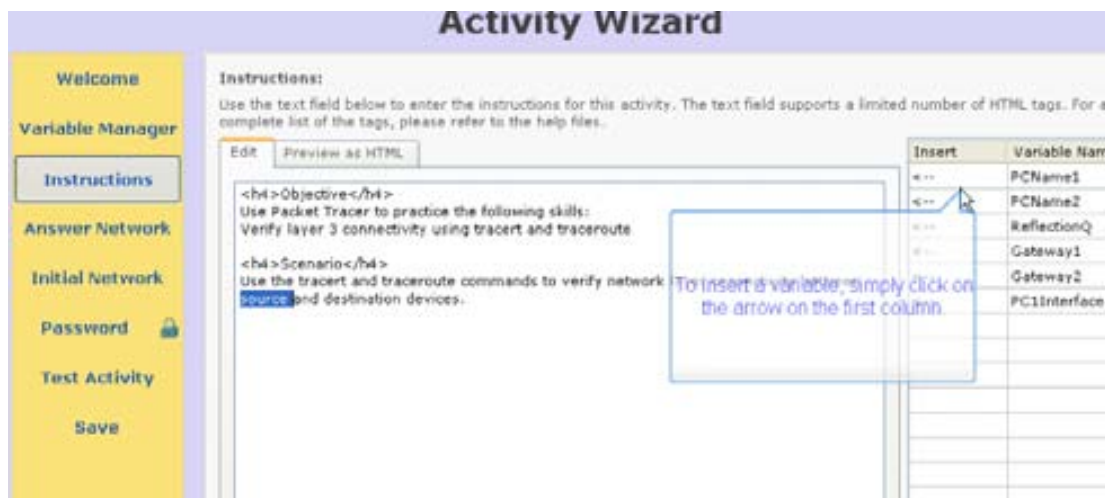 Activity Wizard
Welcome
Variable Manager
Instructions
Answer Network
Initial Network
Password
Test Activity
Save
Instructions:
Use the text field below to enter the instructions for this activity. The text field supports a limited number of HTML tags. For a
complete list of the tags, please refer to the help files.
Edit Preview as HTML
<h4>Objective</h4>
Use Packet Tracer to practice the following skills:
Verify layer 3 connectivity using tracert and traceroute
<h4>Scenario</h4>
Use the tracert and traceroute commands to verify network
source and destination devices.
To insert a variable, simply click on
the arrow on the first column
Insert Variable Nam
<-- PCName1
<-- PCName2
<-- ReflectionQ
<-- Gateway1
Gateway2
PC1Interface